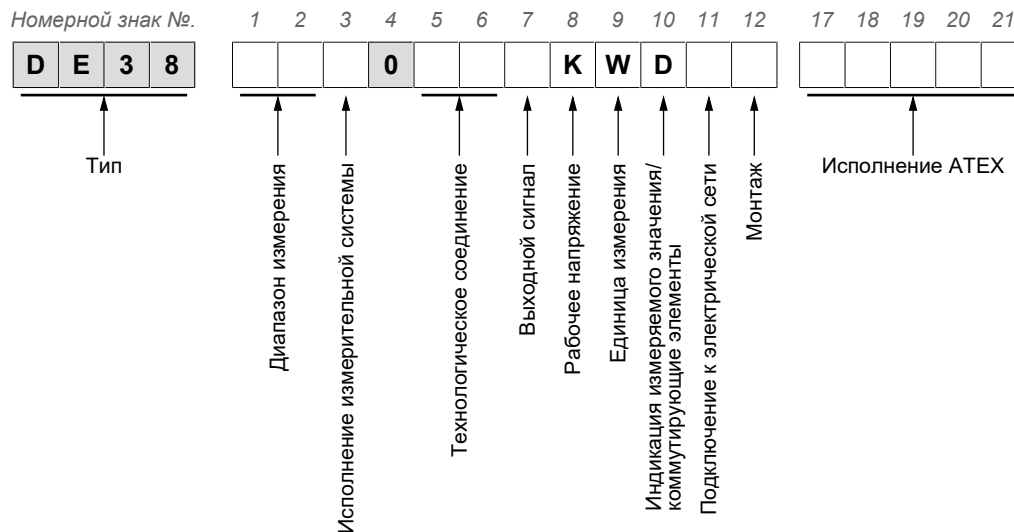 Номерной знак №. 1 2 3 4 5 6 7 8 9 10 11 12 17 18 19 20 21
D E 3 8 0 K W D
Тип
Диапазон измерения
Исполнение измерительной системы
Технологическое соединение
Выходной сигнал
Рабочее напряжение
Единица измерения
Индикация измеряемого значения/
коммутирующие элементы
Подключение к электрической сети
Монтаж
Исполнение ATEX